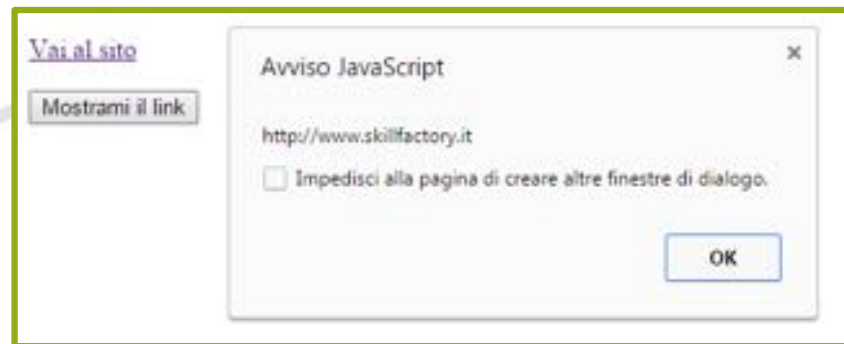 Vai al sito
Mostrami il link
Avviso JavaScript
×
http://www.skillfactory.it
Impedisci alla pagina di creare altre finestre di dialogo.
OK